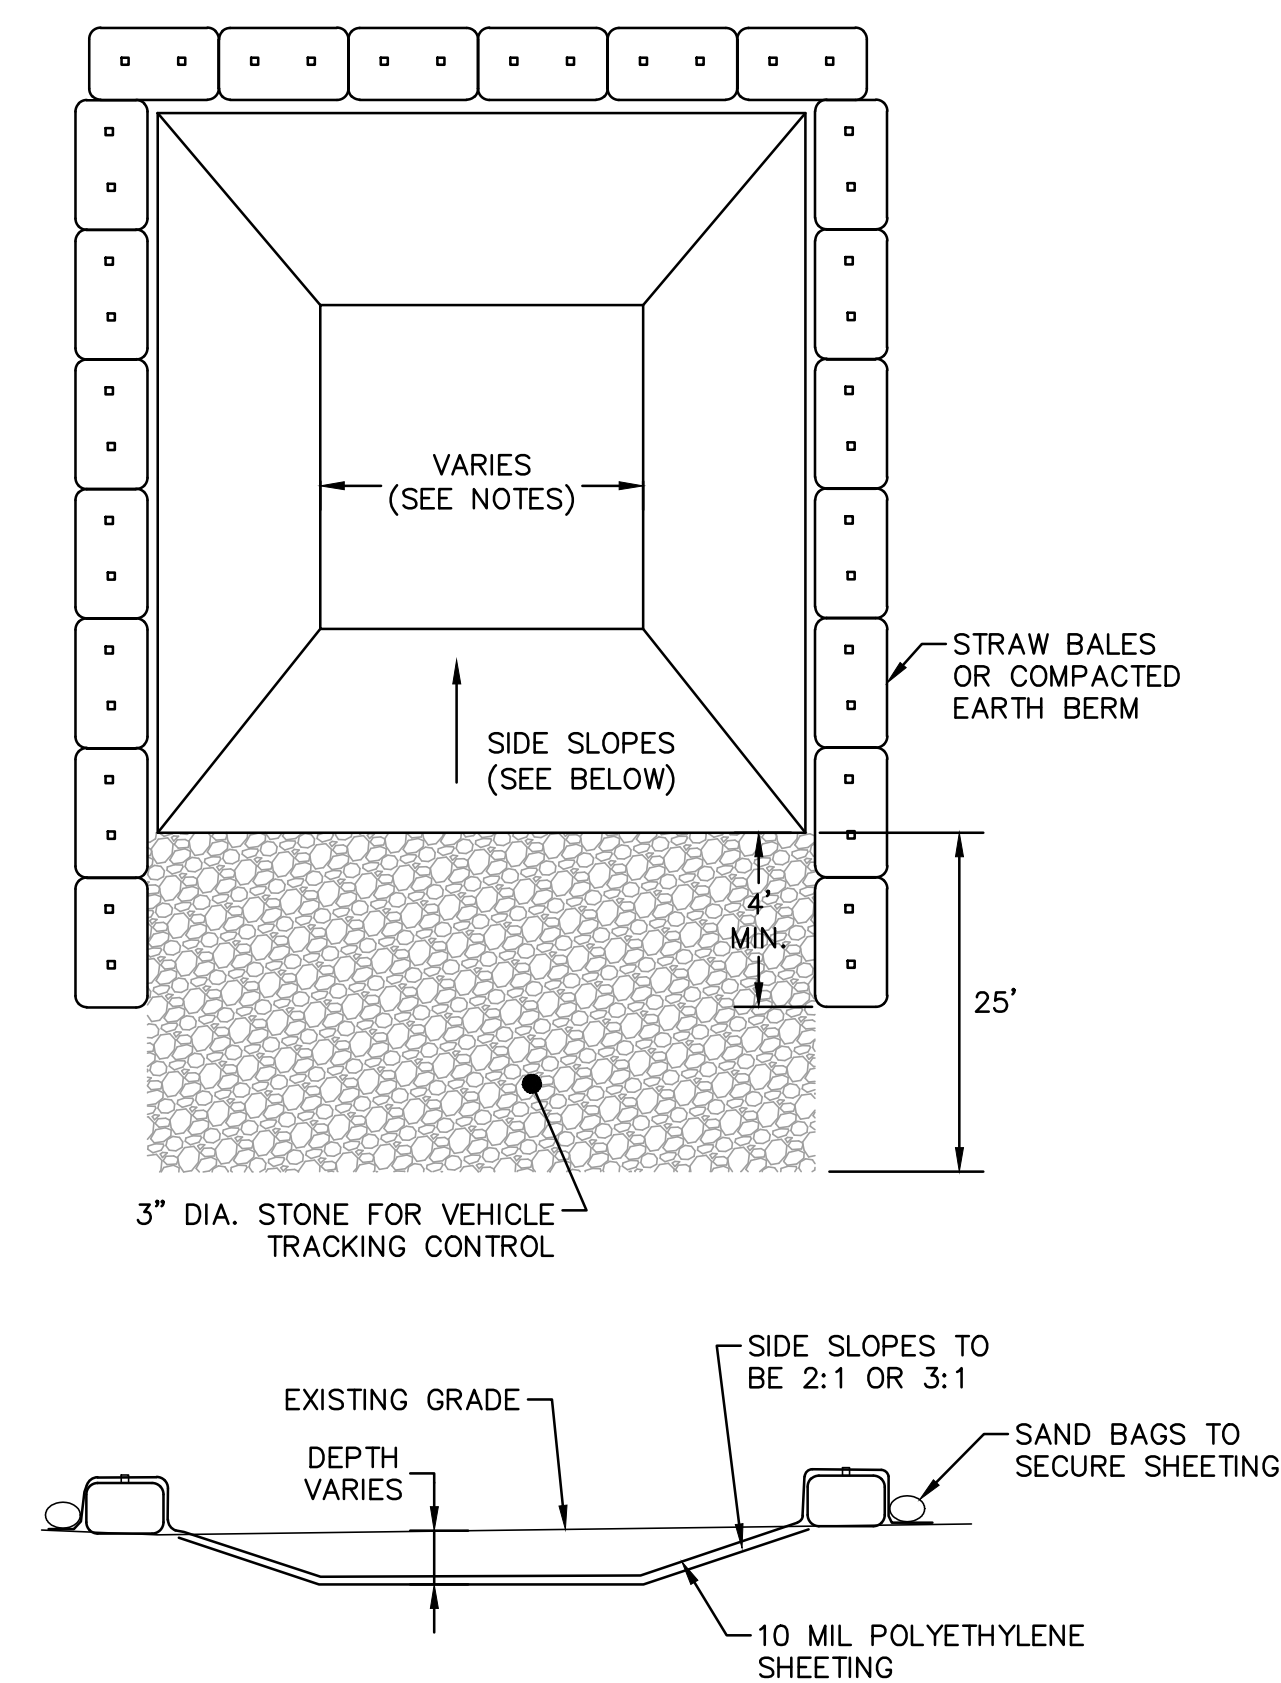 VARIES
(SEE NOTES)
STRAW BALES
OR COMPACTED
EARTH BERM
SIDE SLOPES
(SEE BELOW)
4'
MIN.
25'
3" DIA. STONE FOR VEHICLE
TRACKING CONTROL
SIDE SLOPES TO
BE 2:1 OR 3:1
EXISTING GRADE
SAND BAGS TO
SECURE SHEETING
DEPTH
VARIES
10 MIL POLYETHYLENE
SHEETING